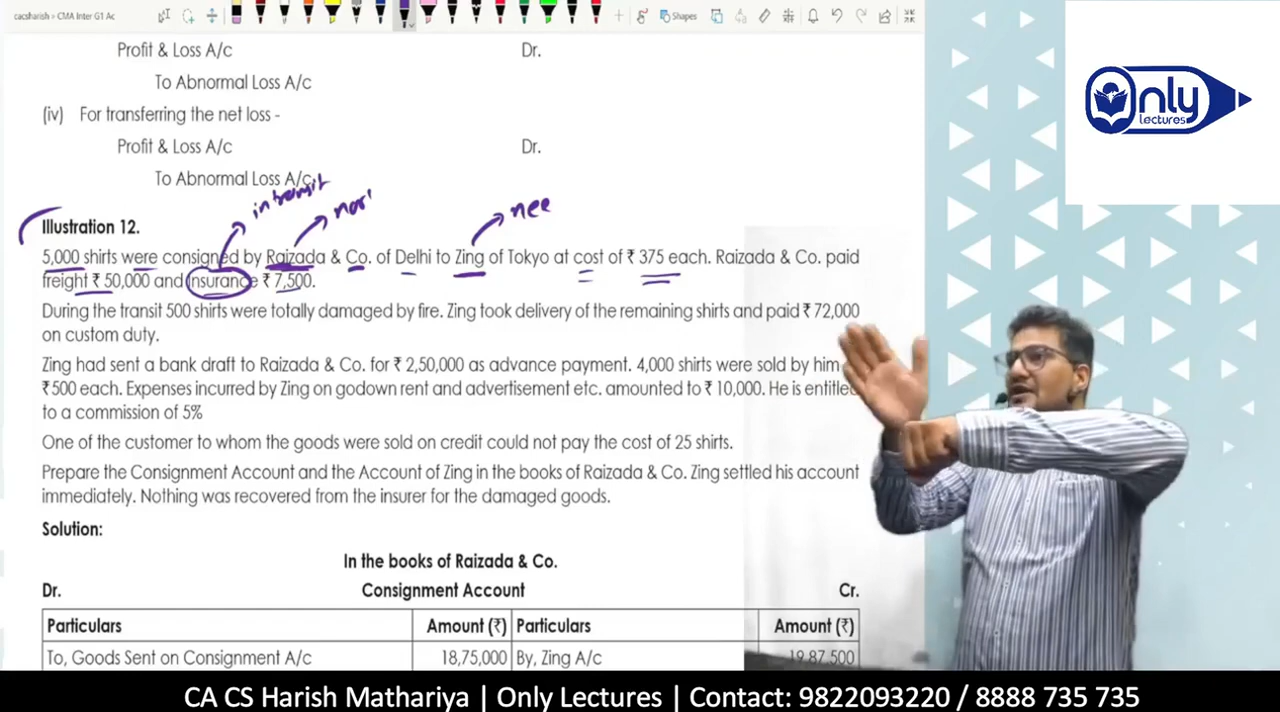 cacsharish > CMA Inter G1 Ac
Shapes
Profit & Loss A/c Dr.
To Abnormal Loss A/c
(iv) For transferring the net loss -
Profit & Loss A/c Dr.
To Abnormal Loss A/c
intransit
nor
nee
Illustration 12.
5,000 shirts were consigned by Raizada & Co. of Delhi to Zing of Tokyo at cost of ₹ 375 each. Raizada & Co. paid
freight ₹ 50,000 and insurance ₹ 7,500.
During the transit 500 shirts were totally damaged by fire. Zing took delivery of the remaining shirts and paid ₹ 72,000
on custom duty.
Zing had sent a bank draft to Raizada & Co. for ₹ 2,50,000 as advance payment. 4,000 shirts were sold by him
₹500 each. Expenses incurred by Zing on godown rent and advertisement etc. amounted to ₹ 10,000. He is entitled
to a commission of 5%
One of the customer to whom the goods were sold on credit could not pay the cost of 25 shirts.
Prepare the Consignment Account and the Account of Zing in the books of Raizada & Co. Zing settled his account
immediately. Nothing was recovered from the insurer for the damaged goods.
Solution:
In the books of Raizada & Co.
Dr. Consignment Account Cr.
Particulars Amount (₹) Particulars Amount (₹)
To, Goods Sent on Consignment A/c 18,75,000 By, Zing A/c 19,87,500
Only
Lectures
CA CS Harish Mathariya | Only Lectures | Contact: 9822093220 / 8888 735 735